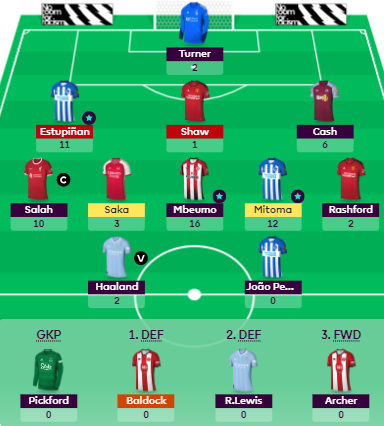 No room for racism
No room for racism
Turner
2
Estupiñan
11
Shaw
1
Cash
6
C
Salah
10
Saka
3
Mbeumo
16
Mitoma
12
Rashford
2
V
Haaland
2
João Pe...
0
GKP 1. DEF 2. DEF 3. FWD
Pickford
0
Baldock
0
R.Lewis
0
Archer
0